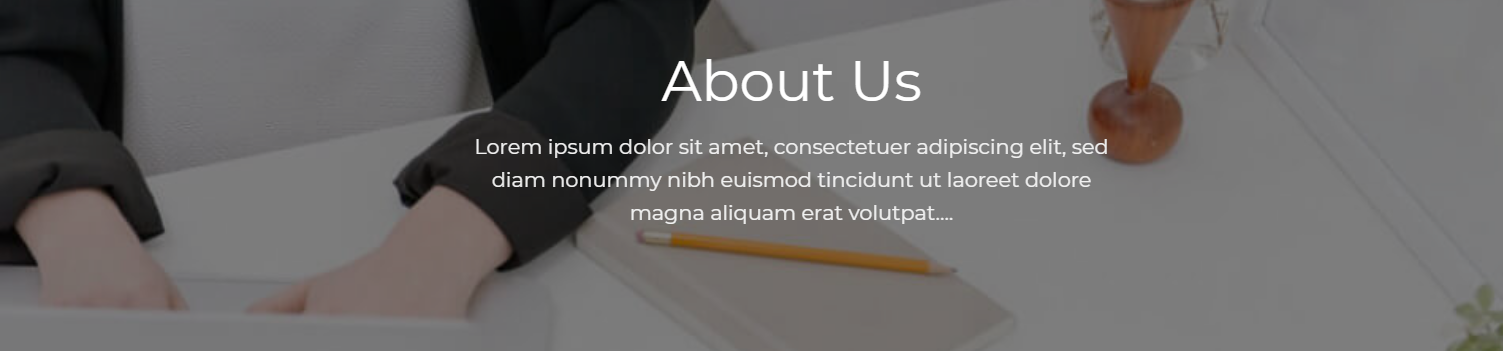 About Us
Lorem ipsum dolor sit amet, consectetuer adipiscing elit, sed
diam nonummy nibh euismod tincidunt ut laoreet dolore
magna aliquam erat volutpat....